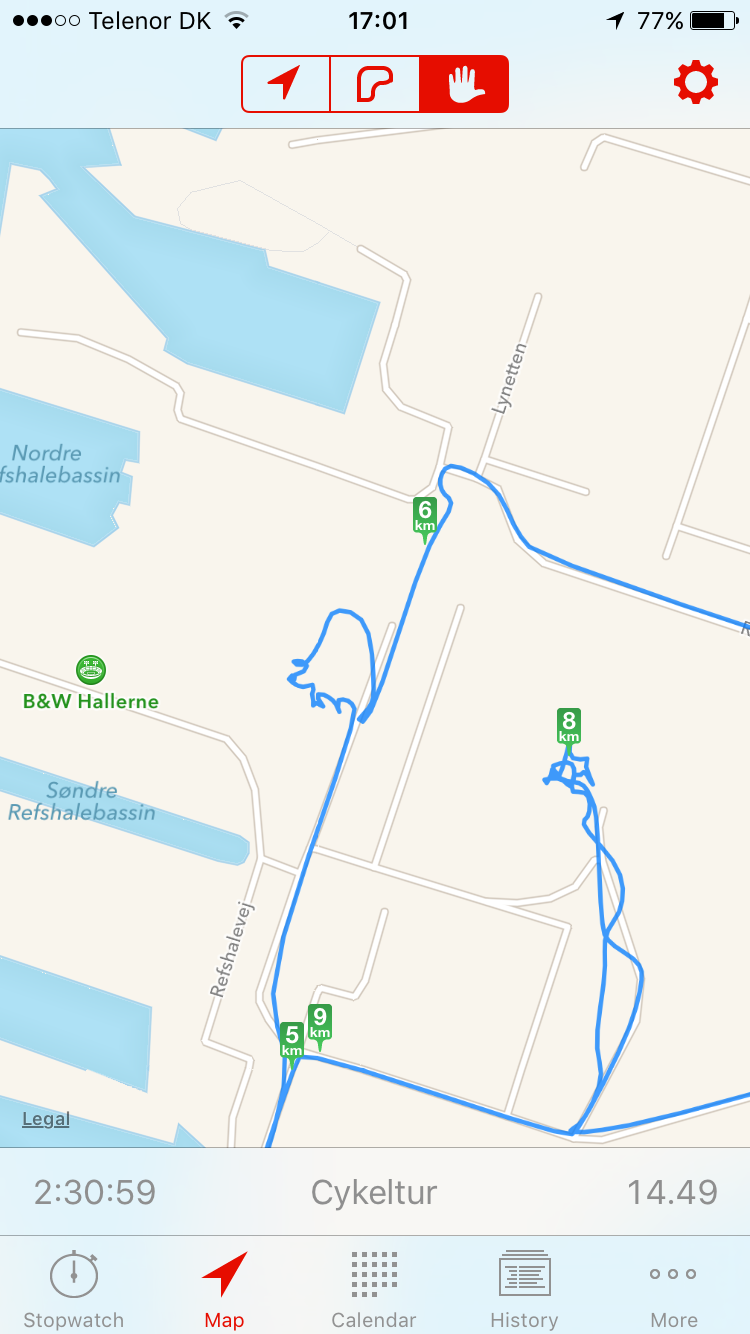 Telenor DK 17:01 77%
Lynetten
Nordre
fshalebassin
6
km
B&W Hallerne
8
km
Søndre
Refshalebassin
Refshalevej
9
km
5
km
Legal
2:30:59 Cykeltur 14.49
Stopwatch Map Calendar History More